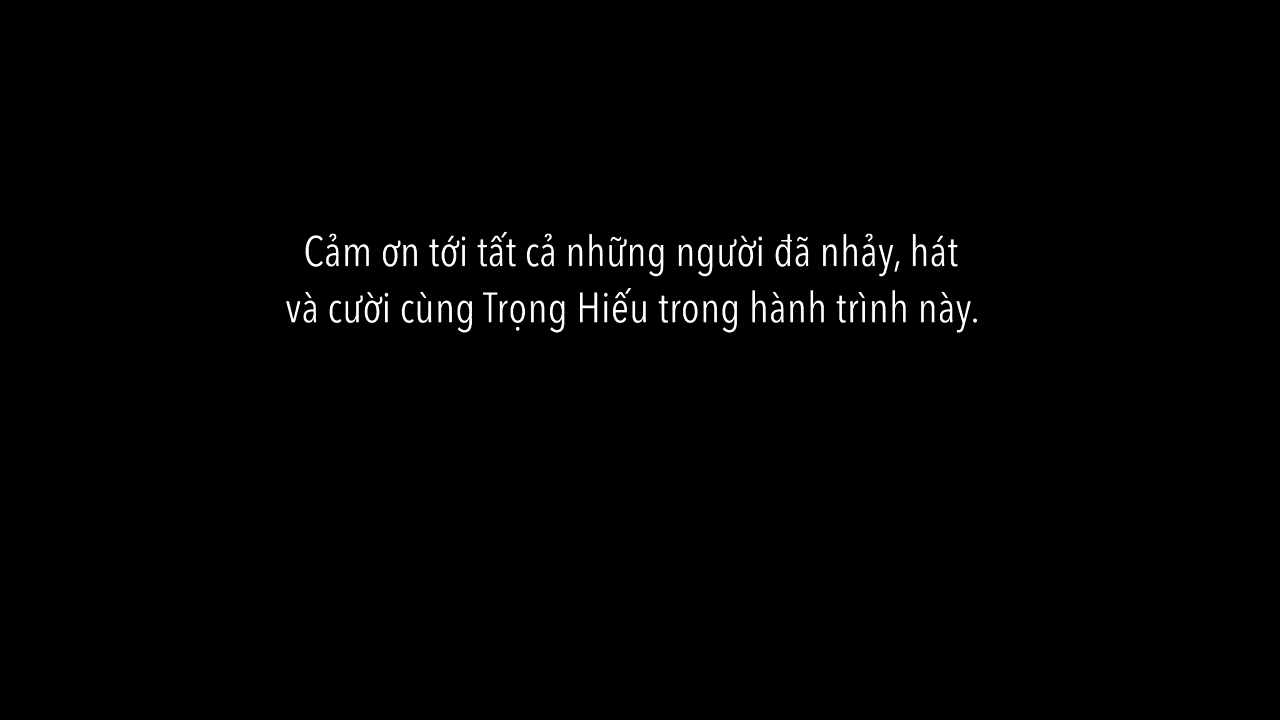 Cảm ơn tới tất cả những người đã nhảy, hát
và cười cùng Trọng Hiếu trong hành trình này.